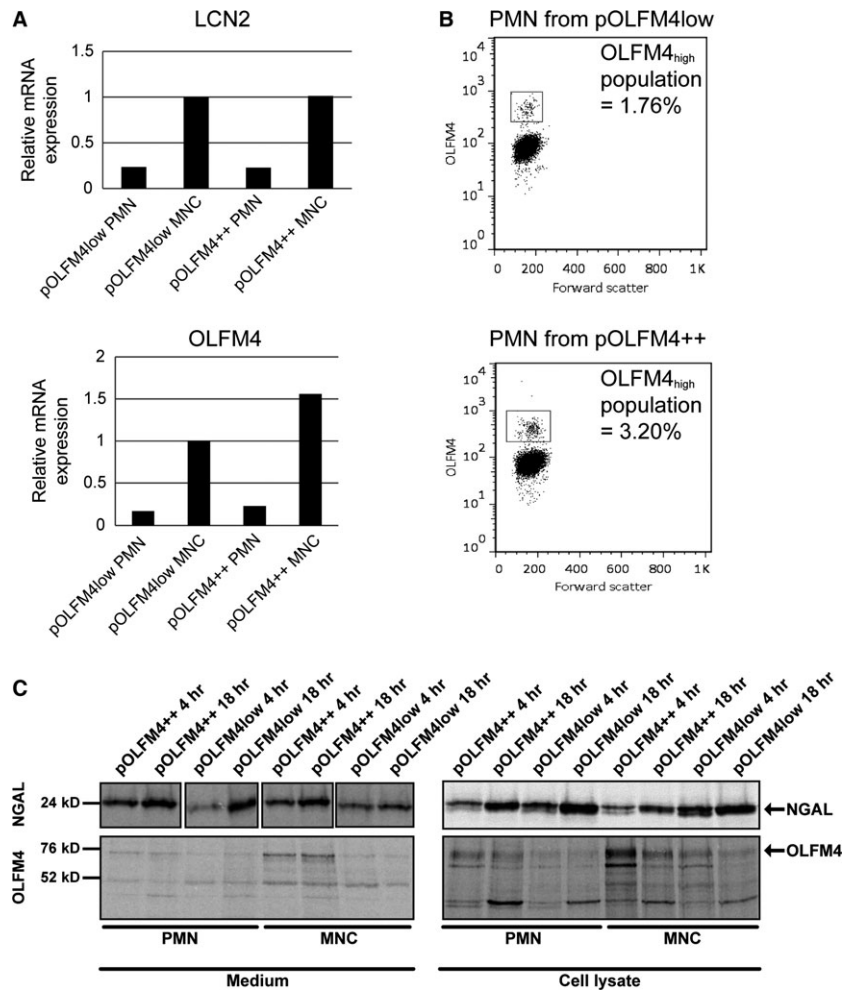 A
LCN2
Relative mRNA
expression
1.5
1
0.5
0
pOLFM4low PMN
pOLFM4low MNC
pOLFM4++ PMN
pOLFM4++ MNC
OLFM4
Relative mRNA
expression
2
1.5
1
0.5
0
pOLFM4low PMN
pOLFM4low MNC
pOLFM4++ PMN
pOLFM4++ MNC
B
PMN from pOLFM4low
OLFM4high
population
= 1.76%
OLFM4
10^4
10^3
10^2
10^1
10^0
0 200 400 600 800 1K
Forward scatter
PMN from pOLFM4++
OLFM4high
population
= 3.20%
OLFM4
10^4
10^3
10^2
10^1
10^0
0 200 400 600 800 1K
Forward scatter
C
pOLFM4++ 4 hr
pOLFM4++ 18 hr
pOLFM4low 4 hr
pOLFM4low 18 hr
pOLFM4++ 4 hr
pOLFM4++ 18 hr
pOLFM4low 4 hr
pOLFM4low 18 hr
pOLFM4++ 4 hr
pOLFM4++ 18 hr
pOLFM4low 4 hr
pOLFM4low 18 hr
pOLFM4++ 4 hr
pOLFM4++ 18 hr
pOLFM4low 4 hr
pOLFM4low 18 hr
NGAL
24 kD
NGAL
OLFM4
76 kD
52 kD
OLFM4
PMN
MNC
PMN
MNC
Medium
Cell lysate